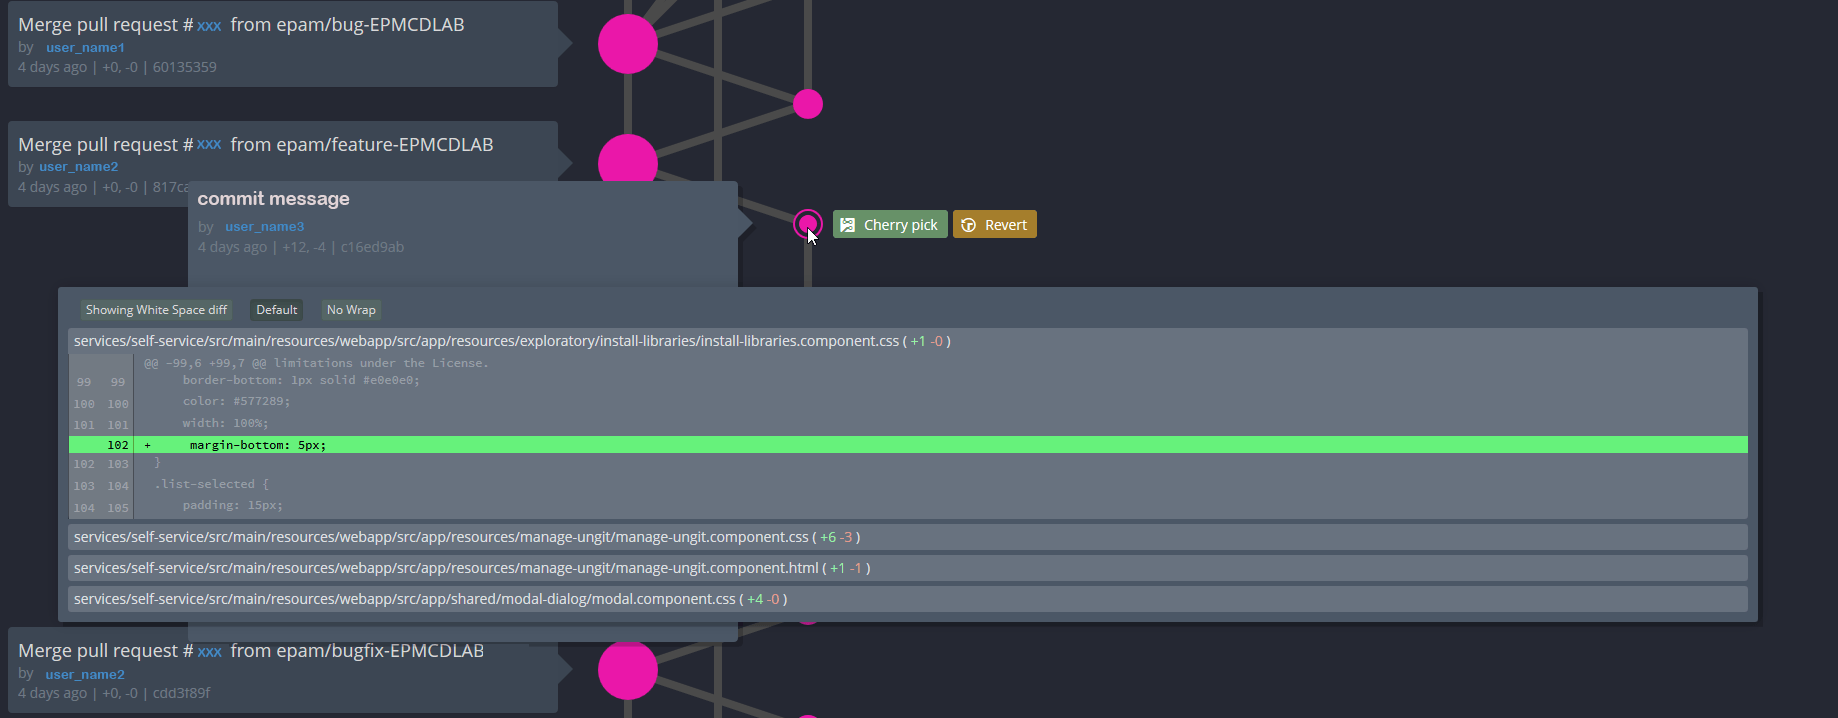 Merge pull request # xxx from epam/bug-EPMCDLAB
by user_name1
4 days ago | +0, -0 | 60135359
Merge pull request # xxx from epam/feature-EPMCDLAB
by user_name2
4 days ago | +0, -0 | 817ca
commit message
by user_name3
4 days ago | +12, -4 | c16ed9ab
Cherry pick Revert
Showing White Space diff Default No Wrap
services/self-service/src/main/resources/webapp/src/app/resources/exploratory/install-libraries/install-libraries.component.css ( +1 -0 )
@@ -99,6 +99,7 @@ limitations under the License.
99 99 border-bottom: 1px solid #e0e0e0;
100 100 color: #577289;
101 101 width: 100%;
102 + margin-bottom: 5px;
102 103 }
103 104 .list-selected {
104 105 padding: 15px;
services/self-service/src/main/resources/webapp/src/app/resources/manage-ungit/manage-ungit.component.css ( +6 -3 )
services/self-service/src/main/resources/webapp/src/app/resources/manage-ungit/manage-ungit.component.html ( +1 -1 )
services/self-service/src/main/resources/webapp/src/app/shared/modal-dialog/modal.component.css ( +4 -0 )
Merge pull request # xxx from epam/bugfix-EPMCDLAB
by user_name2
4 days ago | +0, -0 | cdd3f89f